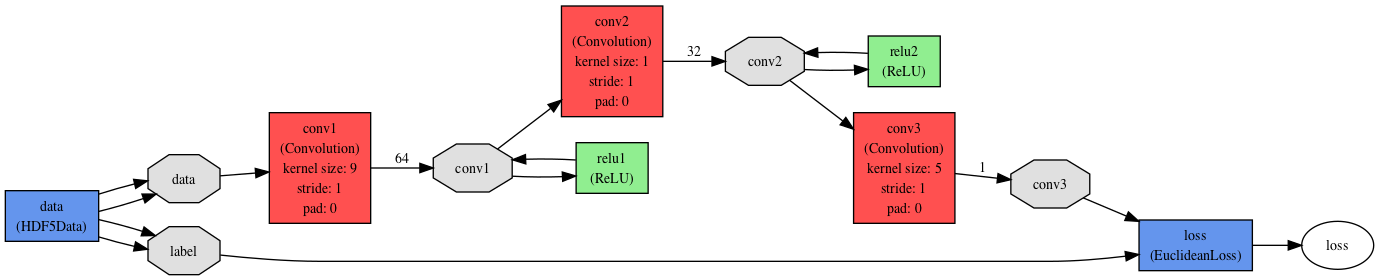 data
(HDF5Data)
data
label
conv1
(Convolution)
kernel size: 9
stride: 1
pad: 0
64
conv1
relu1
(ReLU)
conv2
(Convolution)
kernel size: 1
stride: 1
pad: 0
32
conv2
relu2
(ReLU)
conv3
(Convolution)
kernel size: 5
stride: 1
pad: 0
1
conv3
loss
(EuclideanLoss)
loss